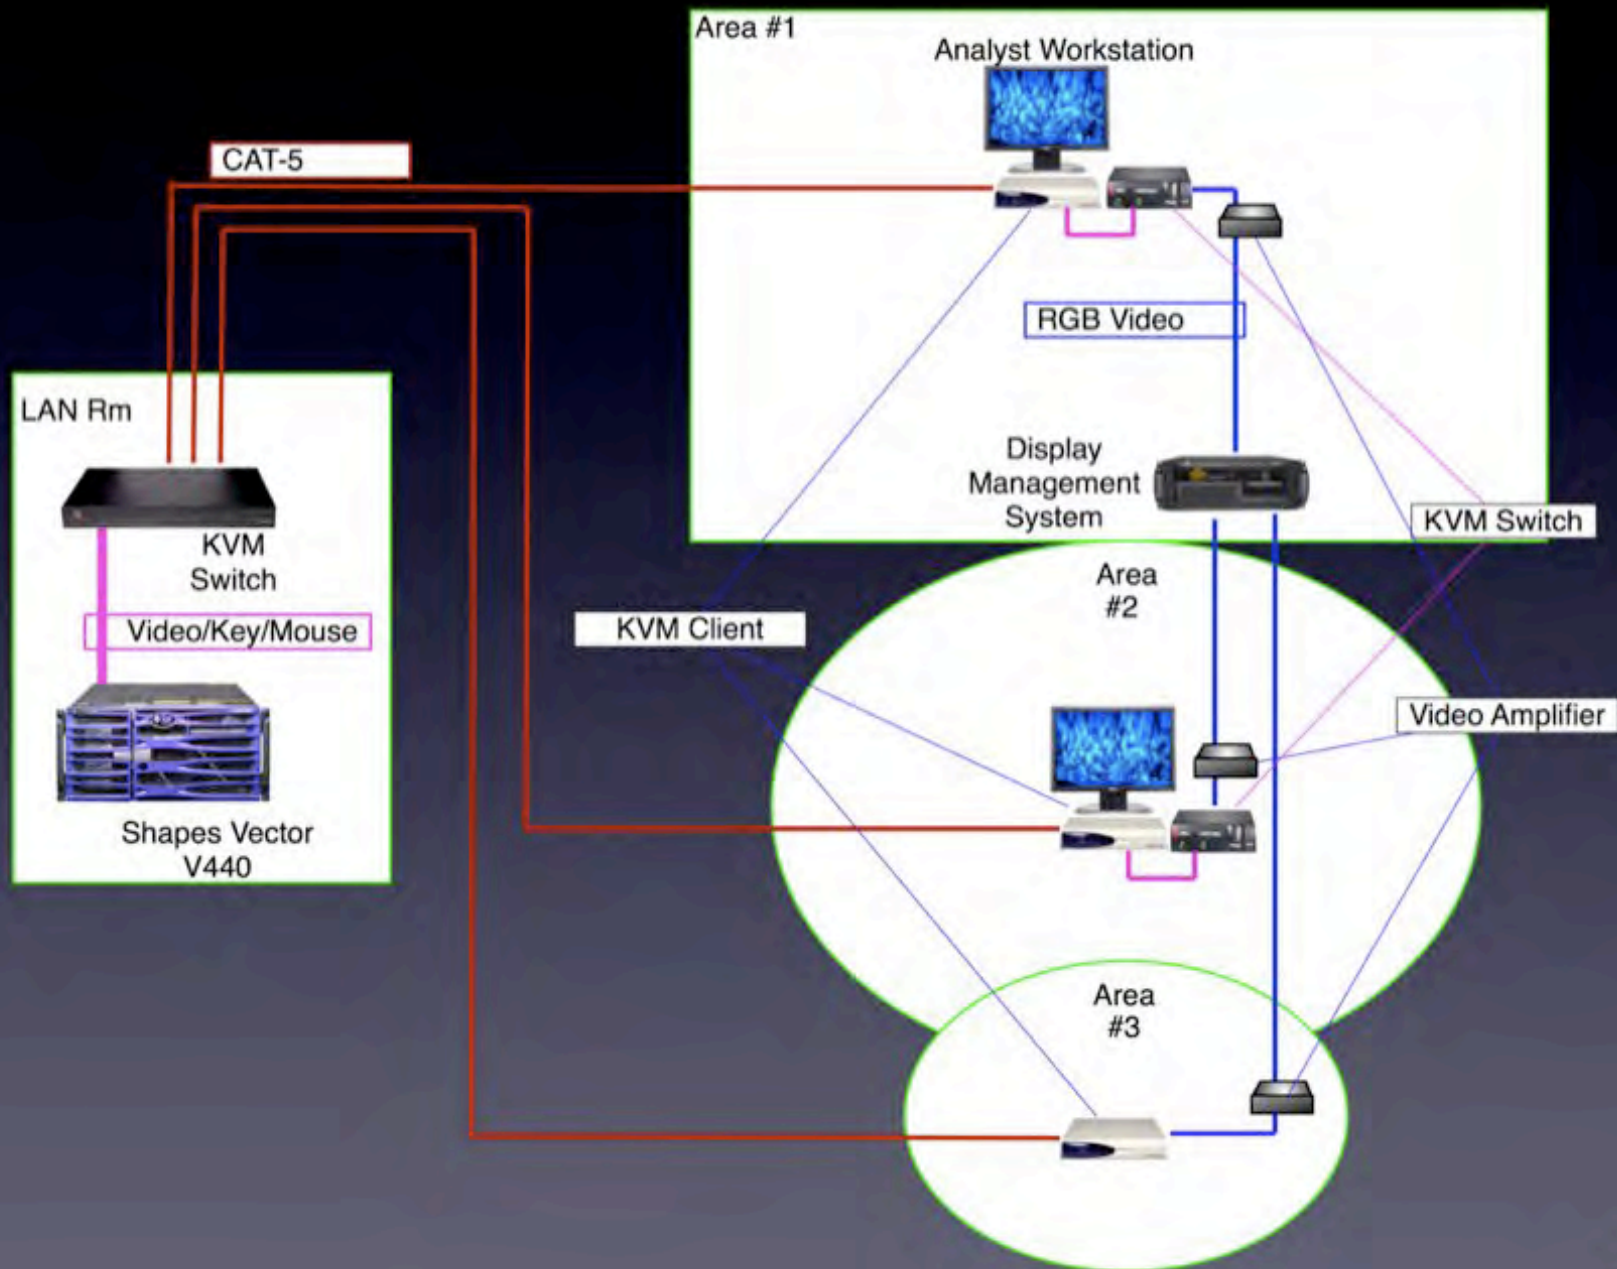 Area #1
Analyst Workstation
CAT-5
RGB Video
LAN Rm
Display
Management
System
KVM Switch
KVM
Switch
Area
#2
Video/Key/Mouse
KVM Client
Video Amplifier
Shapes Vector
V440
Area
#3